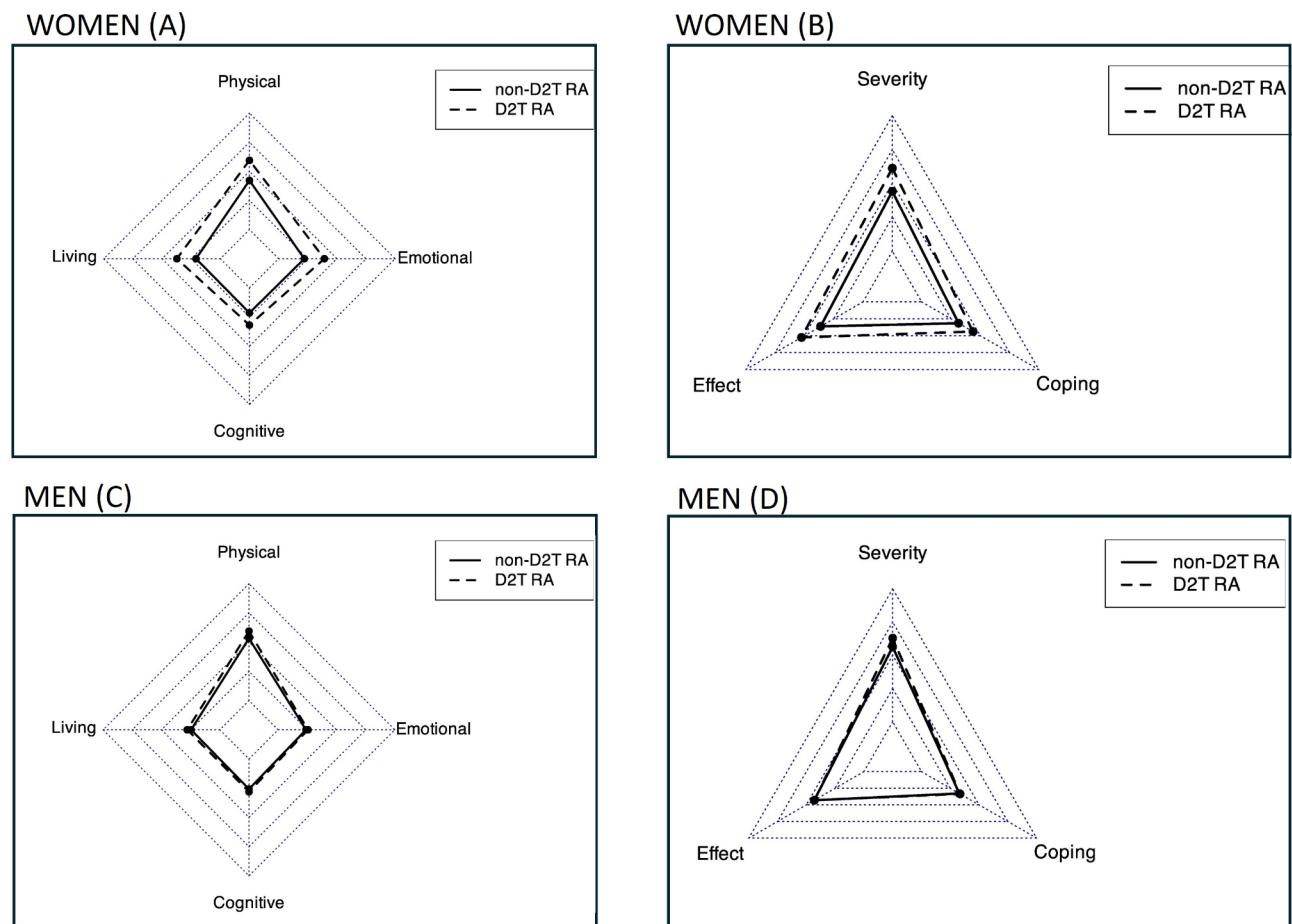 WOMEN (A)
Physical
non-D2T RA
D2T RA
Living
Emotional
Cognitive
WOMEN (B)
Severity
non-D2T RA
D2T RA
Effect
Coping
MEN (C)
Physical
non-D2T RA
D2T RA
Living
Emotional
Cognitive
MEN (D)
Severity
non-D2T RA
D2T RA
Effect
Coping